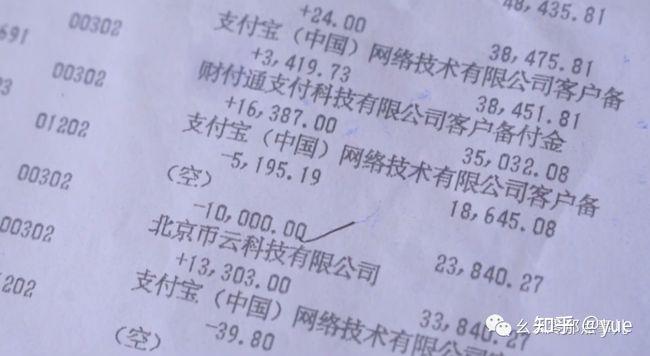 48,435.81
00302 +24.00 38,475.81
支付宝（中国）网络技术有限公司客户备
691 00302 +3,419.73 38,451.81
财付通支付科技有限公司客户备付金
01202 +16,387.00 35,032.08
支付宝（中国）网络技术有限公司客户备
00302 -5,195.19 18,645.08
（空）
00302 -10,000.00 23,840.27
北京币云科技有限公司
1202 +13,303.00 33,840.27
支付宝（中国）网络技术有限公司
（空） -39.80
知乎 @yue